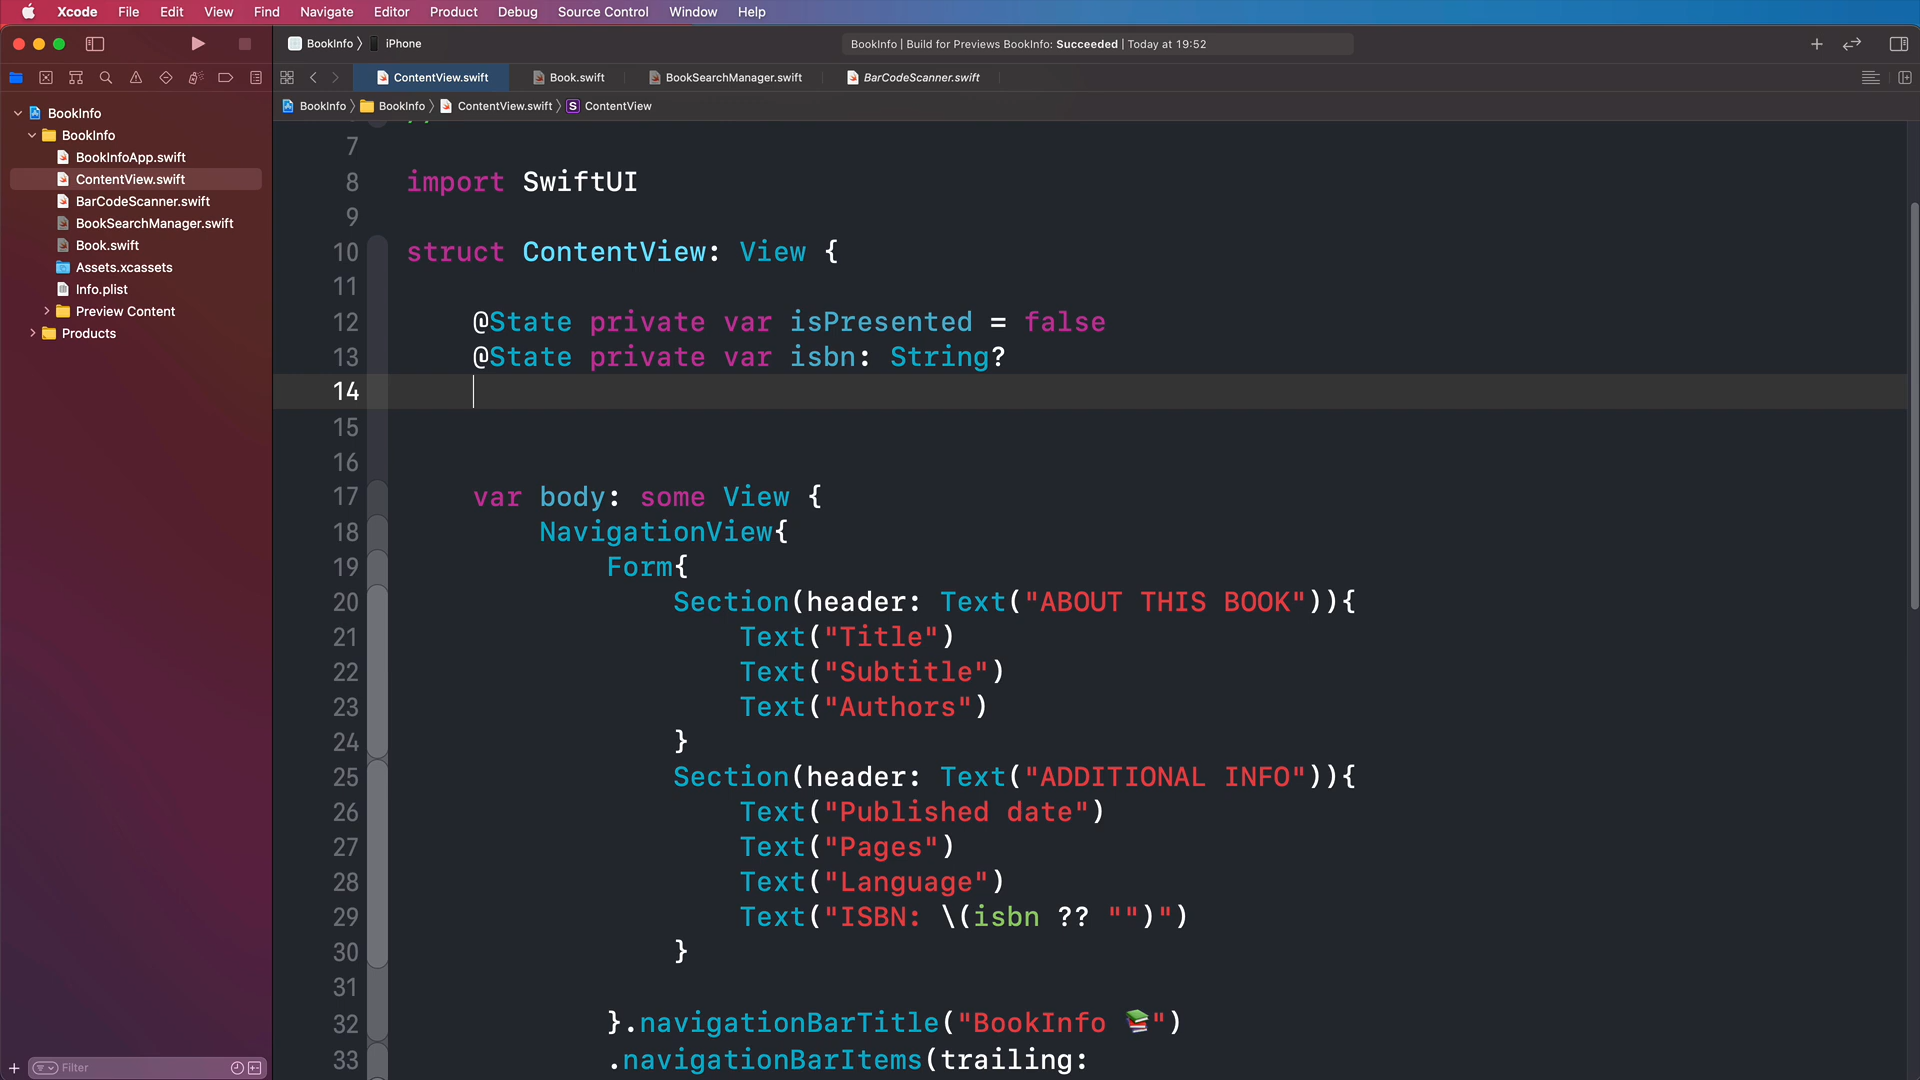 Xcode File Edit View Find Navigate Editor Product Debug Source Control Window Help
BookInfo 〉 iPhone
BookInfo | Build for Previews BookInfo: Succeeded | Today at 19:52
ContentView.swift Book.swift BookSearchManager.swift BarCodeScanner.swift
BookInfo 〉 BookInfo 〉 ContentView.swift 〉 S ContentView
BookInfo
BookInfo
BookInfoApp.swift
ContentView.swift
BarCodeScanner.swift
BookSearchManager.swift
Book.swift
Assets.xcassets
Info.plist
Preview Content
Products
Filter
7
8 import SwiftUI
9
10 struct ContentView: View {
11
12 @State private var isPresented = false
13 @State private var isbn: String?
14
15
16
17 var body: some View {
18 NavigationView{
19 Form{
20 Section(header: Text("ABOUT THIS BOOK")){
21 Text("Title")
22 Text("Subtitle")
23 Text("Authors")
24 }
25 Section(header: Text("ADDITIONAL INFO")){
26 Text("Published date")
27 Text("Pages")
28 Text("Language")
29 Text("ISBN: \(isbn ?? "")")
30 }
31
32 }.navigationBarTitle("BookInfo 📚")
33 .navigationBarItems(trailing: